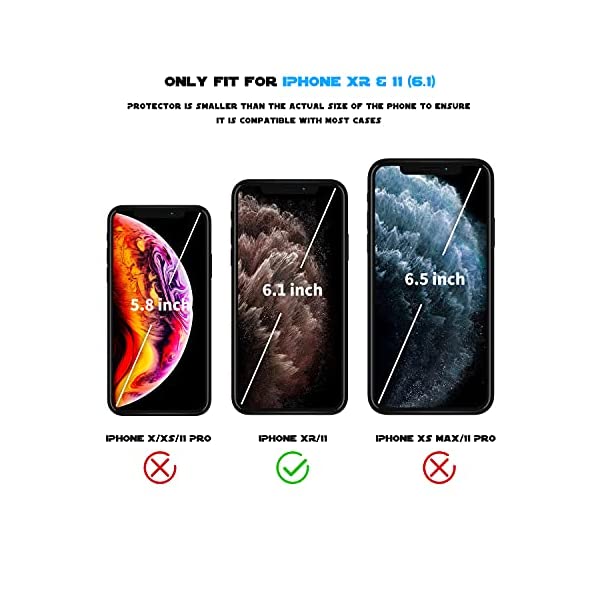 ONLY FIT FOR IPHONE XR & 11 (6.1)
PROTECTOR IS SMALLER THAN THE ACTUAL SIZE OF THE PHONE TO ENSURE
IT IS COMPATIBLE WITH MOST CASES
5.8 inch
6.1 inch
6.5 inch
IPHONE X/XS/11 PRO
IPHONE XR/11
IPHONE XS MAX/11 PRO